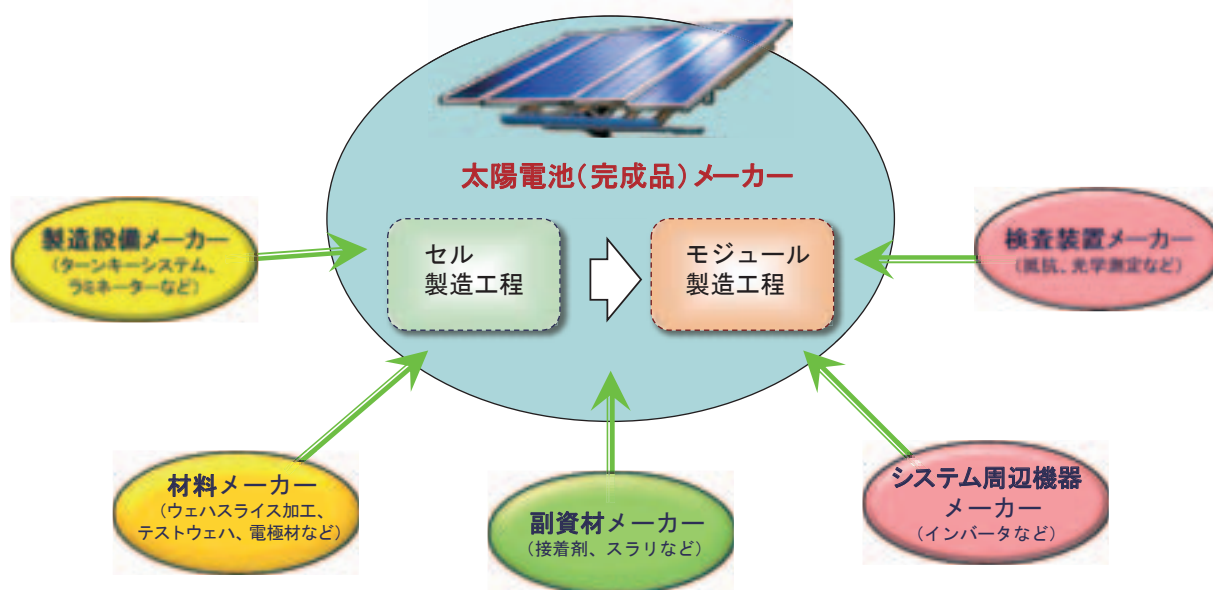 太陽電池(完成品)メーカー
セル
製造工程
モジュール
製造工程
製造設備メーカー
(ターンキーシステム、
ラミネーターなど)
検査装置メーカー
(抵抗、光学測定など)
材料メーカー
(ウェハスライス加工、
テストウェハ、電極材など)
副資材メーカー
(接着剤、スラリなど)
システム周辺機器
メーカー
(インバータなど)